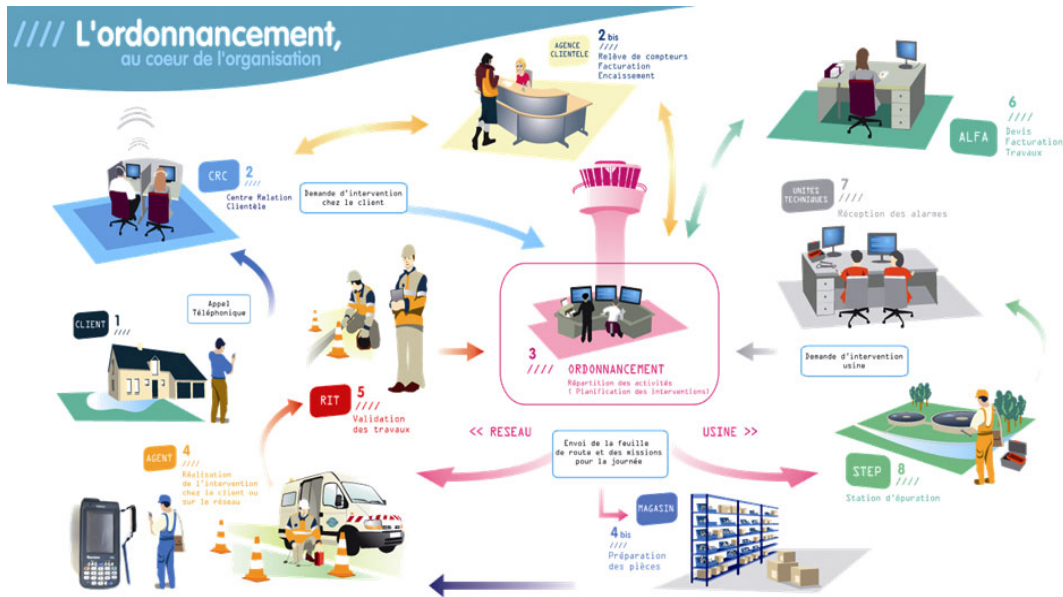 //// L'ordonnancement,
au coeur de l'organisation
AGENCE
CLIENTELE
2 bis
////
Relève de compteurs
Facturation
Encaissement
6
////
ALFA
Devis
Facturation
Travaux
CRC
2
////
Centre Relation
Clientèle
Demande d'intervention
chez le client
UNITES
TECHNIQUES
7
////
Réception des alarmes
Appel
Téléphonique
CLIENT
1
////
3
////
ORDONNANCEMENT
Répartition des activités
( Planification des interventions)
Demande d'intervention
usine
RIT
5
////
Validation
des travaux
<< RESEAU
USINE >>
Envoi de la feuille
de route et des missions
pour la journée
AGENT
4
////
Réalisation
de l'intervention
chez le client ou
sur le réseau
STEP
8
////
Station d'épuration
MAGASIN
4 bis
////
Préparation
des pièces